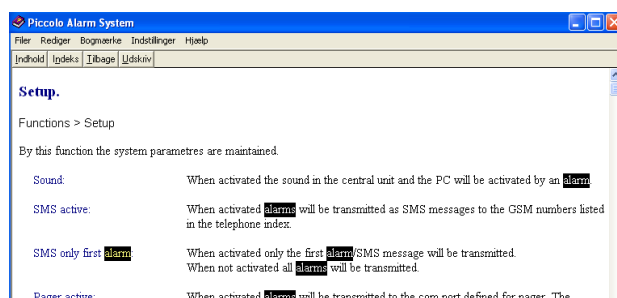 Piccolo Alarm System
Filer Rediger Bogmærke Indstillinger Hjælp
Indhold Indeks Tilbage Udskriv
Setup.
Functions > Setup
By this function the system parametres are maintained.
Sound: When activated the sound in the central unit and the PC will be activated by an alarm.
SMS active: When activated alarms will be transmitted as SMS messages to the GSM numbers listed
in the telephone index.
SMS only first alarm: When activated only the first alarm/SMS message will be transmitted.
When not activated all alarms will be transmitted.
Pager active: When activated alarms will be transmitted to the com port defined for pager. The